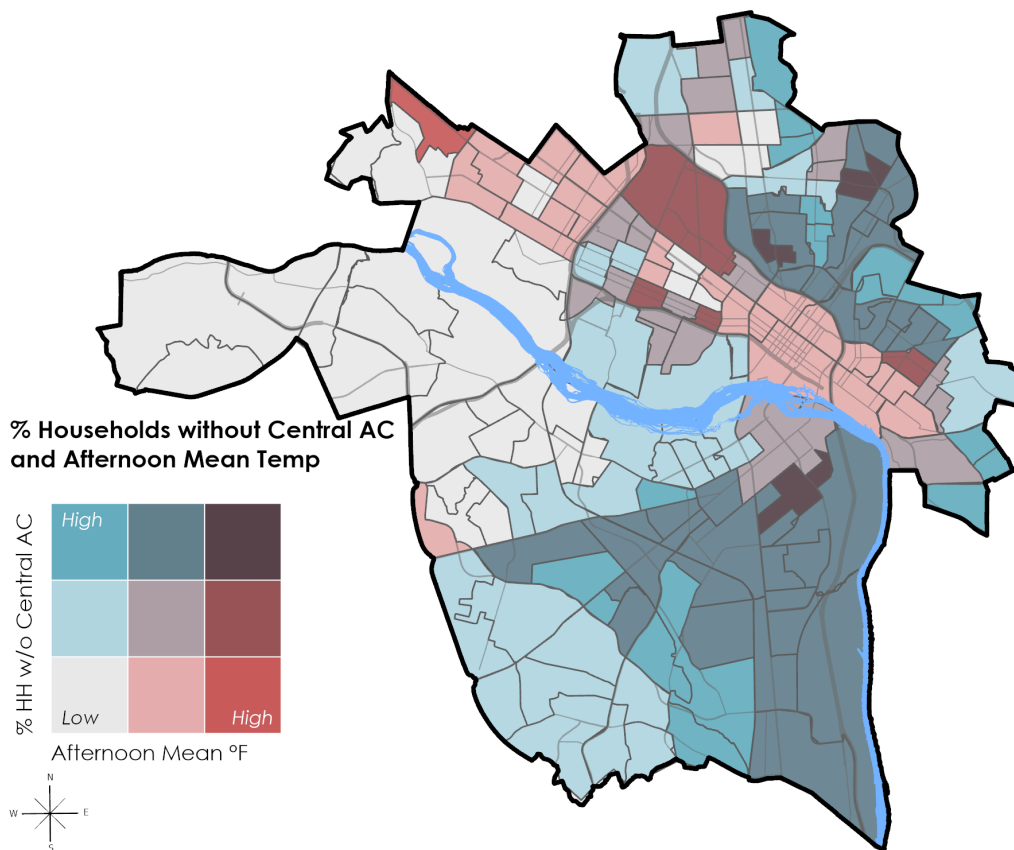 % Households without Central AC
and Afternoon Mean Temp
% HH w/o Central AC
High
Low
High
Afternoon Mean °F
N
W
E
S